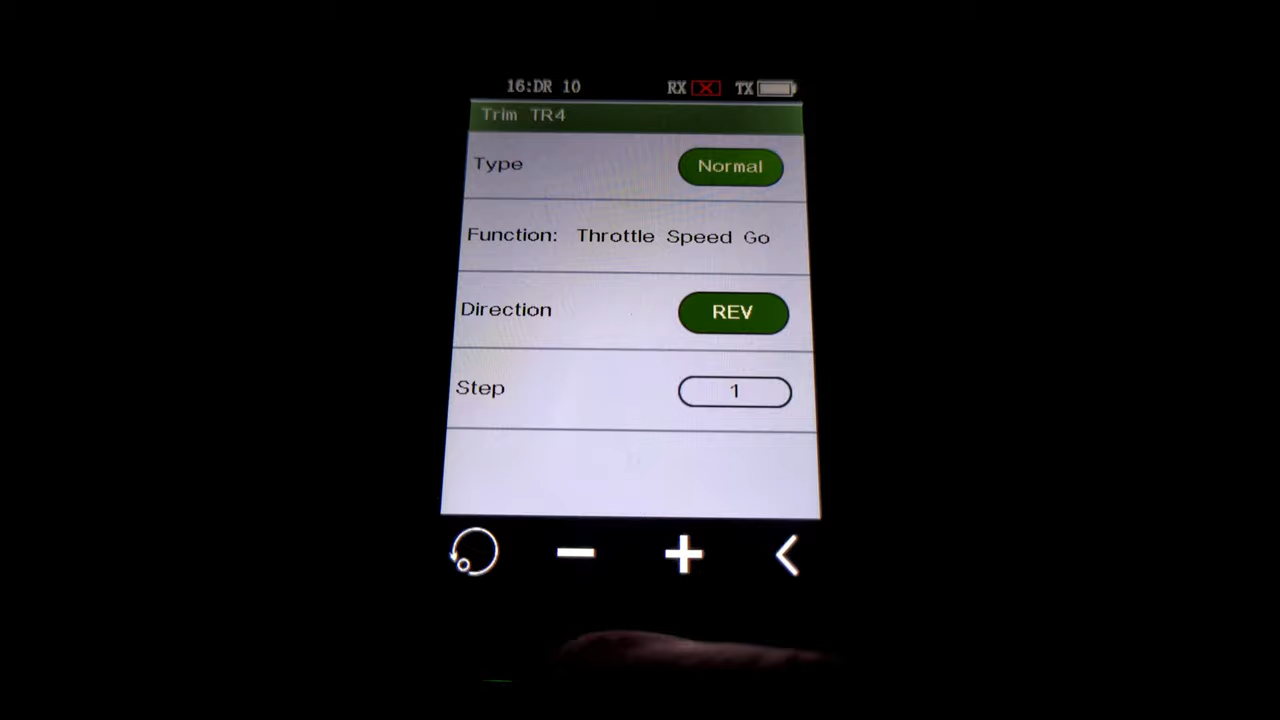 16:DR 10 RX TX
Trim TR4
Type Normal
Function: Throttle Speed Go
Direction REV
Step 1